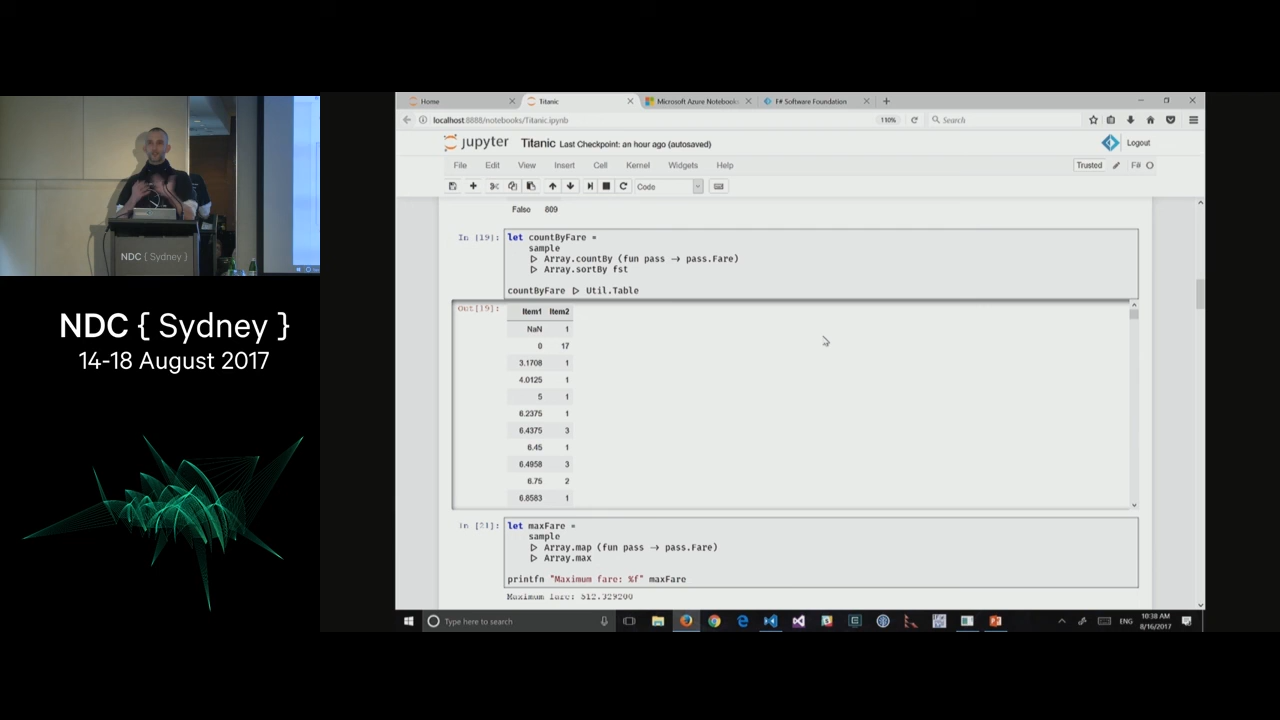 NDC { Sydney }
NDC { Sydney }
14-18 August 2017
Home
Titanic
Microsoft Azure Notebooks
F# Software Foundation
localhost:8888/notebooks/Titanic.ipynb
110%
Search
jupyter Titanic Last Checkpoint: an hour ago (autosaved)
Logout
File Edit View Insert Cell Kernel Widgets Help
Trusted
F#
Code
False 809
In [19]: let countByFare =
sample
▷ Array.countBy (fun pass → pass.Fare)
▷ Array.sortBy fst
countByFare ▷ Util.Table
Out[19]: Item1 Item2
NaN 1
0 17
3.1708 1
4.0125 1
5 1
6.2375 1
6.4375 3
6.45 1
6.4958 3
6.75 2
6.8583 1
In [21]: let maxFare =
sample
▷ Array.map (fun pass → pass.Fare)
▷ Array.max
printfn "Maximum fare: %f" maxFare
Maximum fare: 512.329200
Type here to search
ENG
10:38 AM
8/16/2017